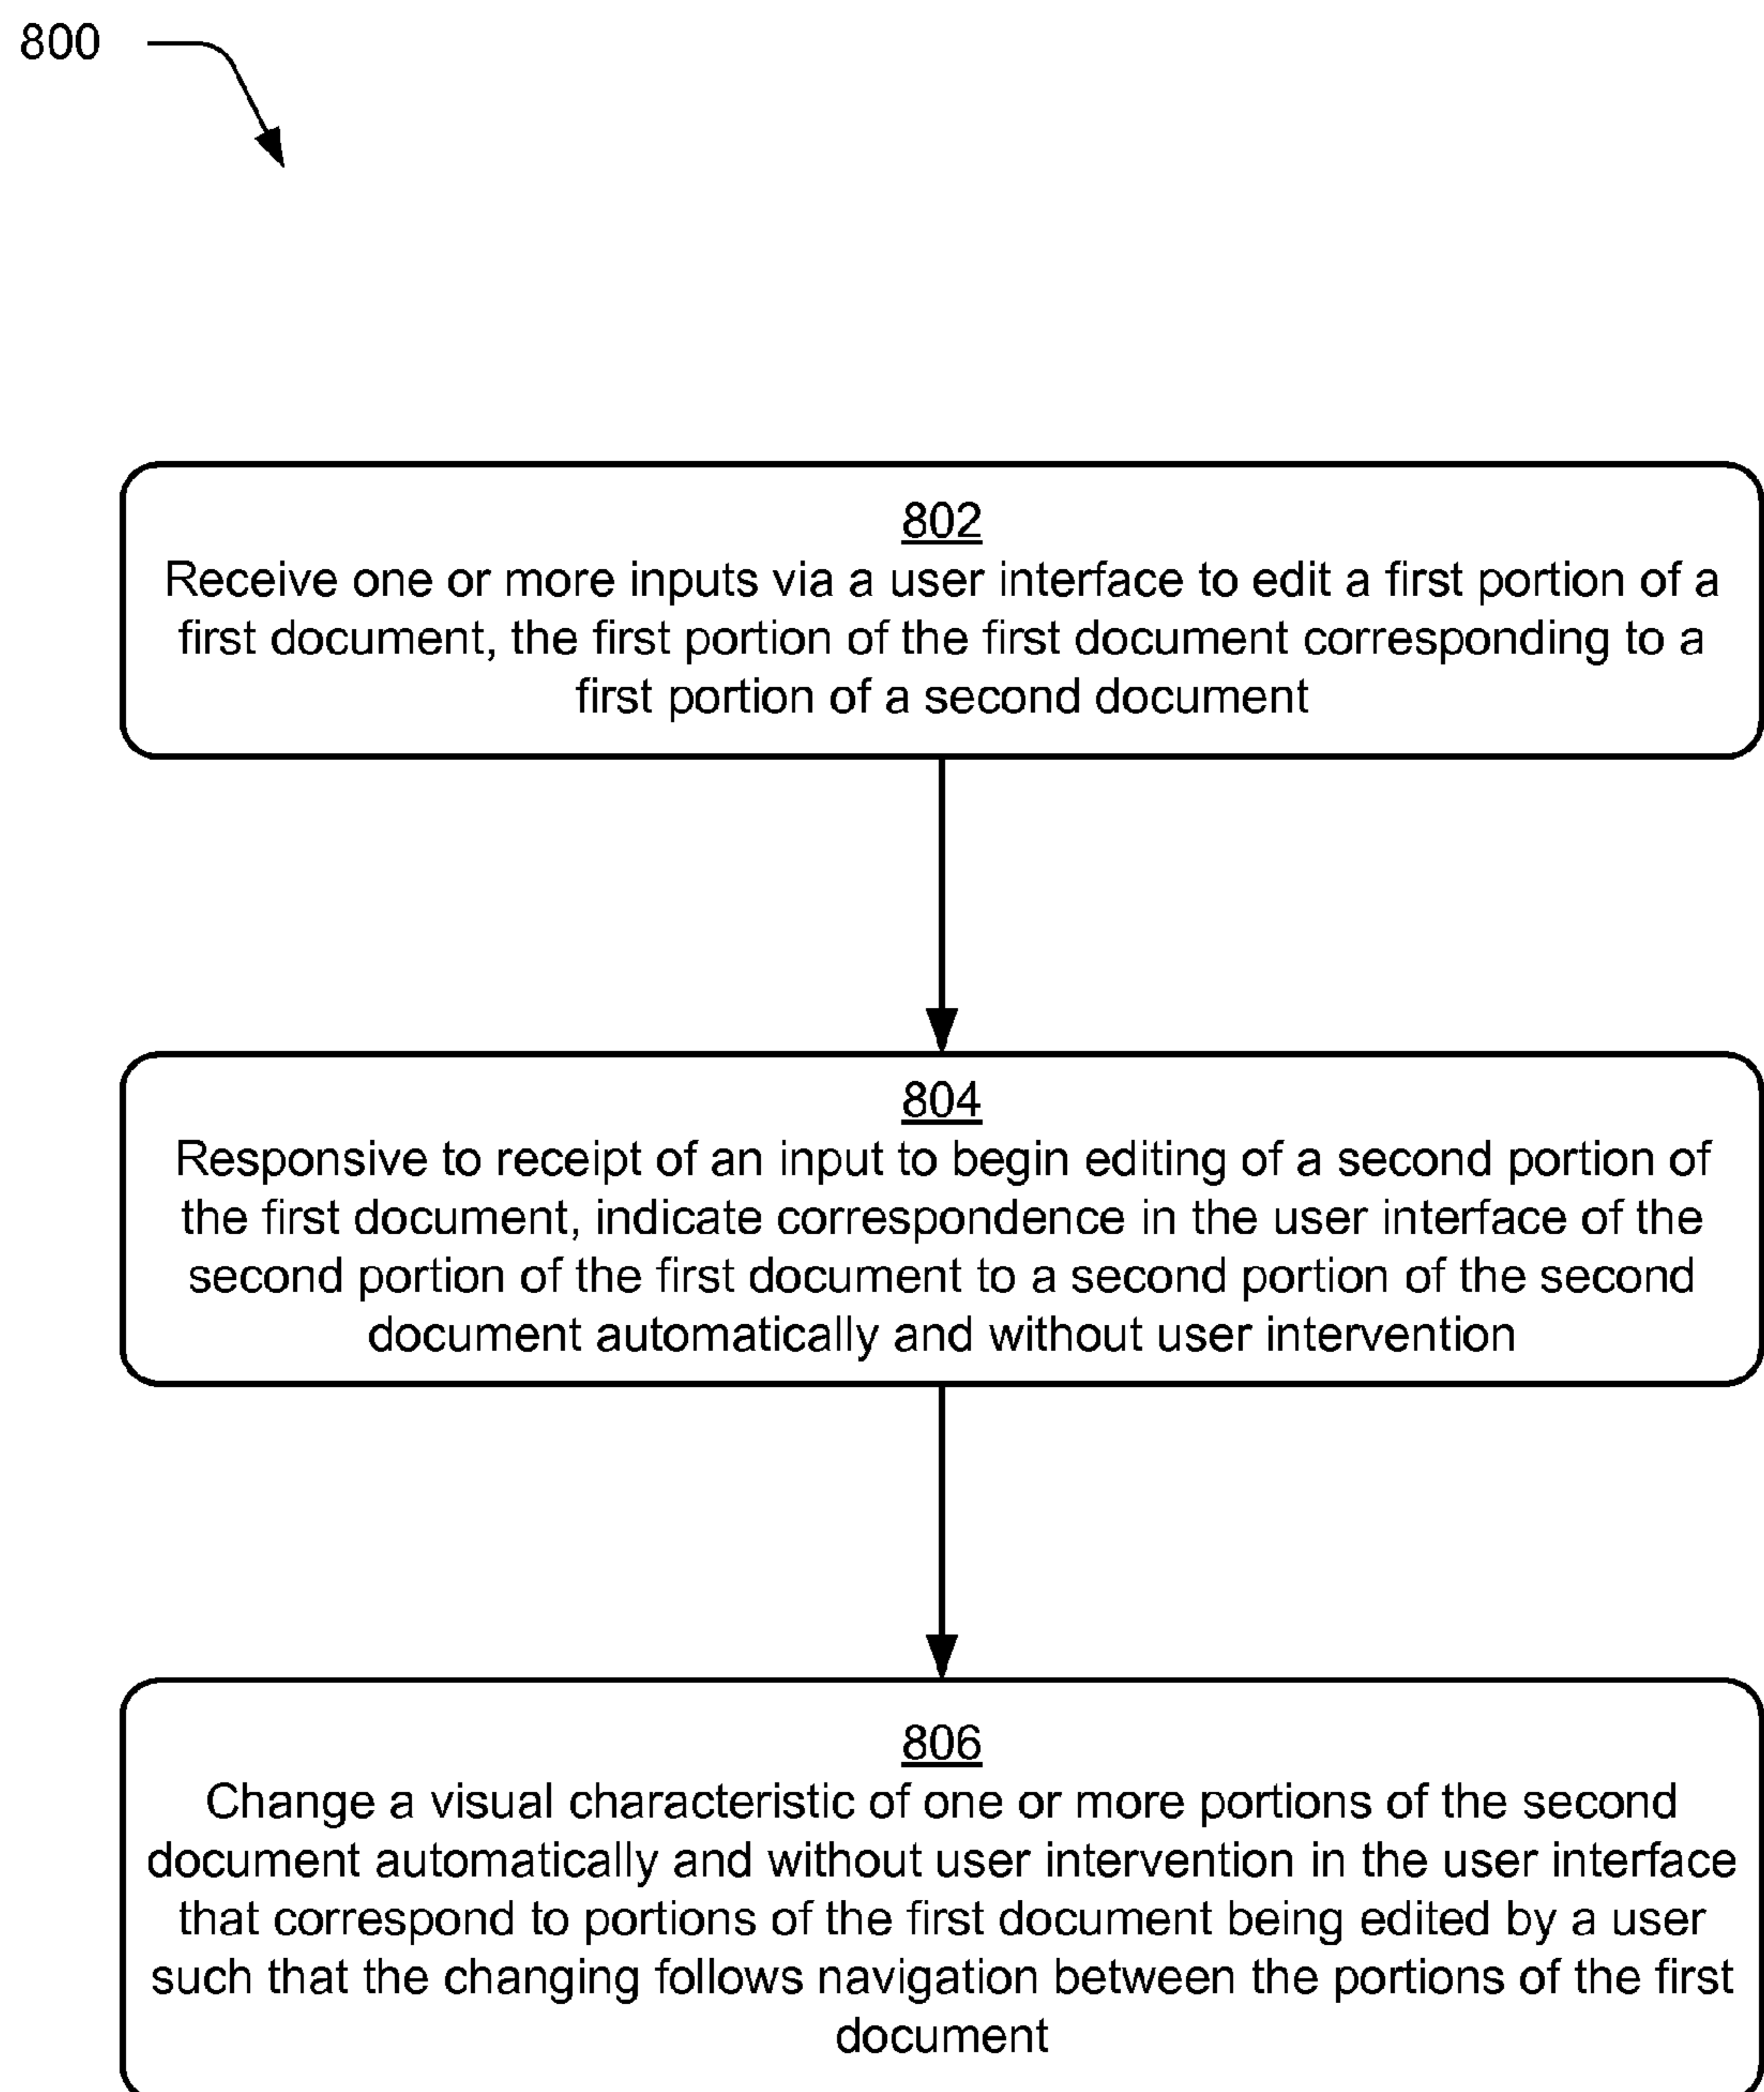 800
802
Receive one or more inputs via a user interface to edit a first portion of a
first document, the first portion of the first document corresponding to a
first portion of a second document
804
Responsive to receipt of an input to begin editing of a second portion of
the first document, indicate correspondence in the user interface of the
second portion of the first document to a second portion of the second
document automatically and without user intervention
806
Change a visual characteristic of one or more portions of the second
document automatically and without user intervention in the user interface
that correspond to portions of the first document being edited by a user
such that the changing follows navigation between the portions of the first
document